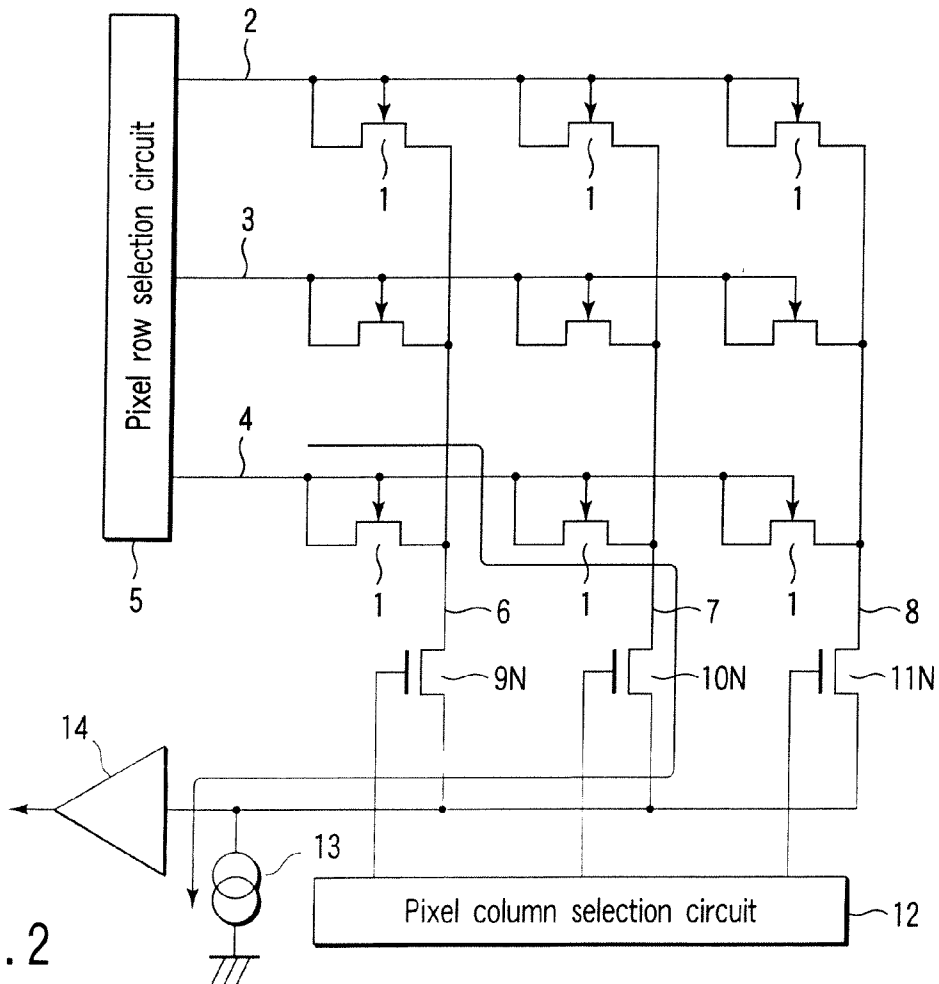 2
Pixel row selection circuit
1 1 1
3
4
5
1 1 1
6 7 8
9N 10N 11N
14
13
Pixel column selection circuit
12
. 2